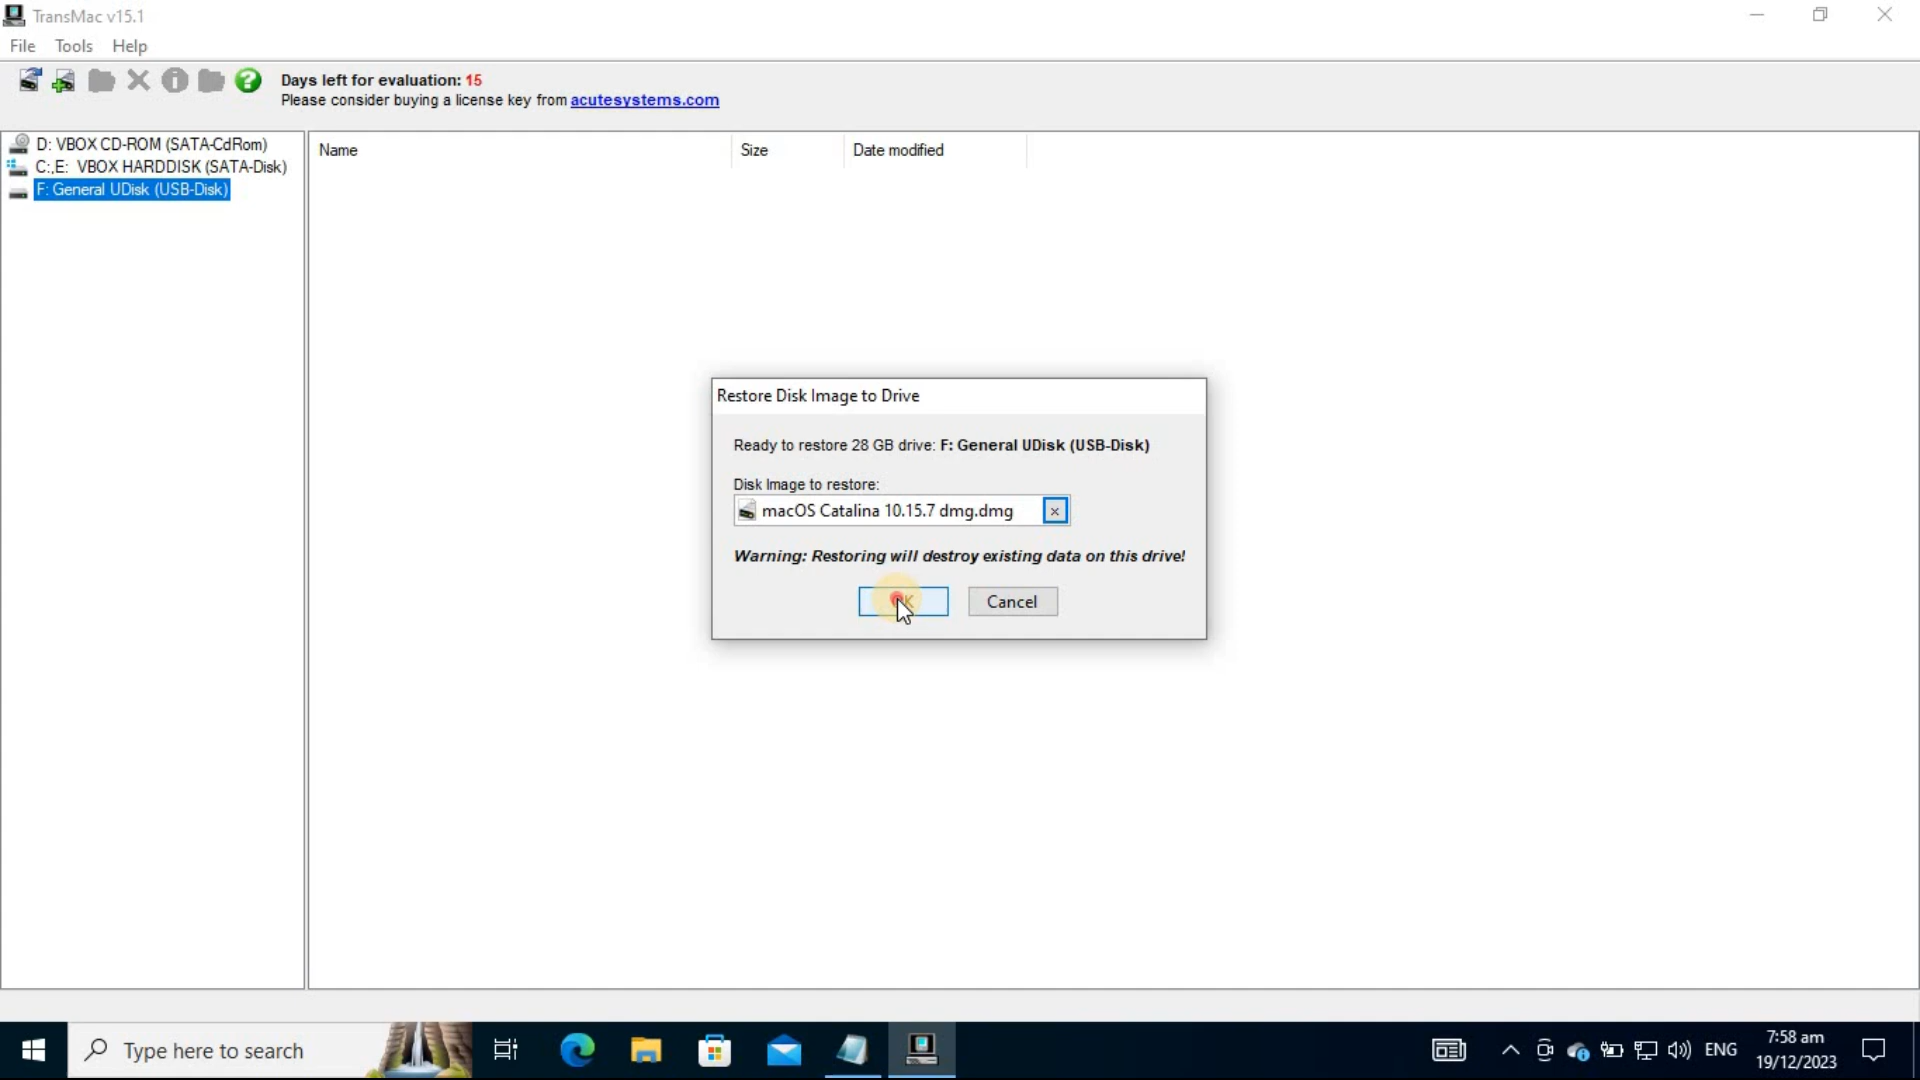 TransMac v15.1
File Tools Help
Days left for evaluation: 15
Please consider buying a license key from acutesystems.com
D: VBOX CD-ROM (SATA-CdRom)
C:,E: VBOX HARDDISK (SATA-Disk)
F: General UDisk (USB-Disk)
Name Size Date modified
Restore Disk Image to Drive
Ready to restore 28 GB drive: F: General UDisk (USB-Disk)
Disk Image to restore:
macOS Catalina 10.15.7 dmg.dmg
Warning: Restoring will destroy existing data on this drive!
Cancel
Type here to search
ENG
7:58 am
19/12/2023